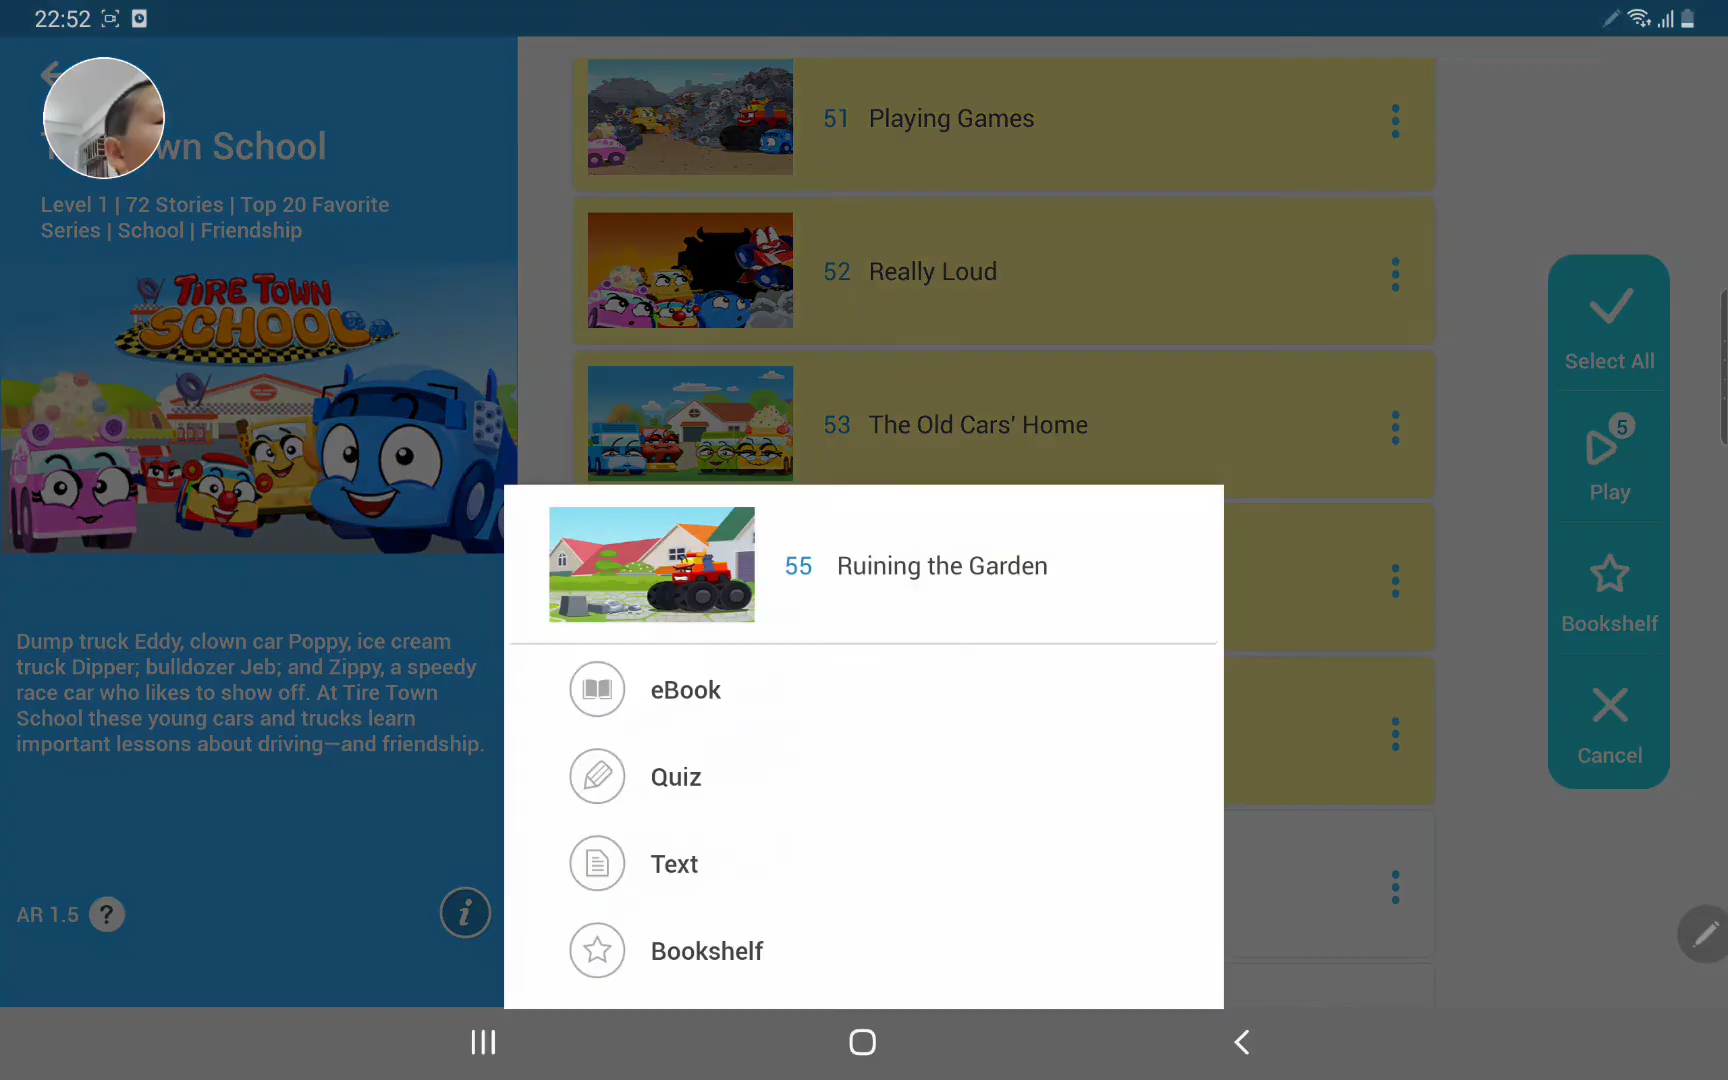 22:52
wn School
Level 1 | 72 Stories | Top 20 Favorite
Series | School | Friendship
TIRE TOWN
SCHOOL
Dump truck Eddy, clown car Poppy, ice cream
truck Dipper; bulldozer Jeb; and Zippy, a speedy
race car who likes to show off. At Tire Town
School these young cars and trucks learn
important lessons about driving—and friendship.
AR 1.5 ?
i
51 Playing Games
52 Really Loud
53 The Old Cars' Home
55 Ruining the Garden
eBook
Quiz
Text
Bookshelf
Select All
5
Play
Bookshelf
Cancel